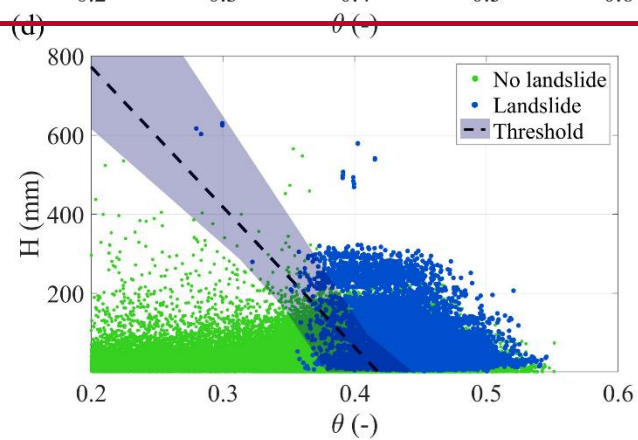 (d)
θ (-)
800
600
400
200
H (mm)
No landslide
Landslide
Threshold
0.2 0.3 0.4 0.5 0.6
θ (-)